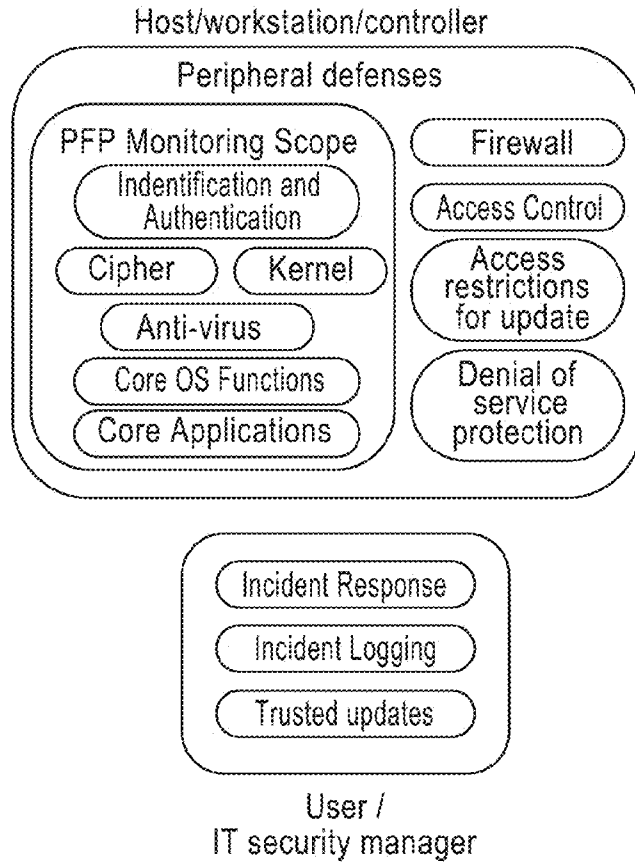 Host/workstation/controller
Peripheral defenses
PFP Monitoring Scope
Indentification and
Authentication
Cipher
Kernel
Anti-virus
Core OS Functions
Core Applications
Firewall
Access Control
Access
restrictions
for update
Denial of
service
protection
Incident Response
Incident Logging
Trusted updates
User /
IT security manager